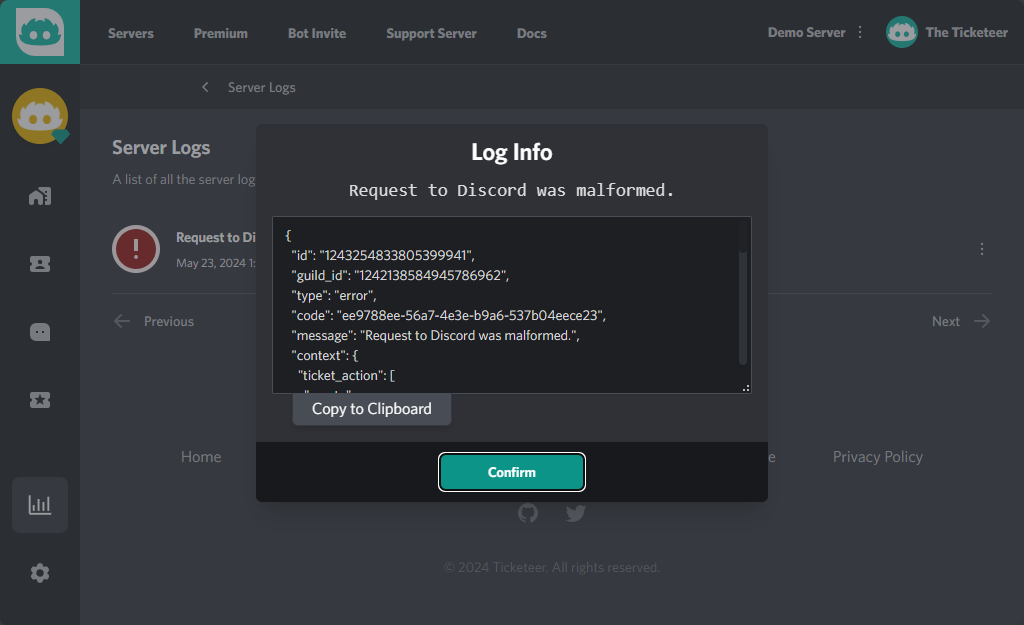 Servers Premium Bot Invite Support Server Docs Demo Server The Ticketeer
Server Logs
Server Logs
A list of all the server log
Request to Di
May 23, 2024
Previous
Next
Log Info
Request to Discord was malformed.
{
"id": "1243254833805399941",
"guild_id": "1242138584945786962",
"type": "error",
"code": "ee9788ee-56a7-4e3e-b9a6-537b04eece23",
"message": "Request to Discord was malformed.",
"context": {
"ticket_action": [
Copy to Clipboard
Confirm
Home
Privacy Policy
© 2024 Ticketeer. All rights reserved.